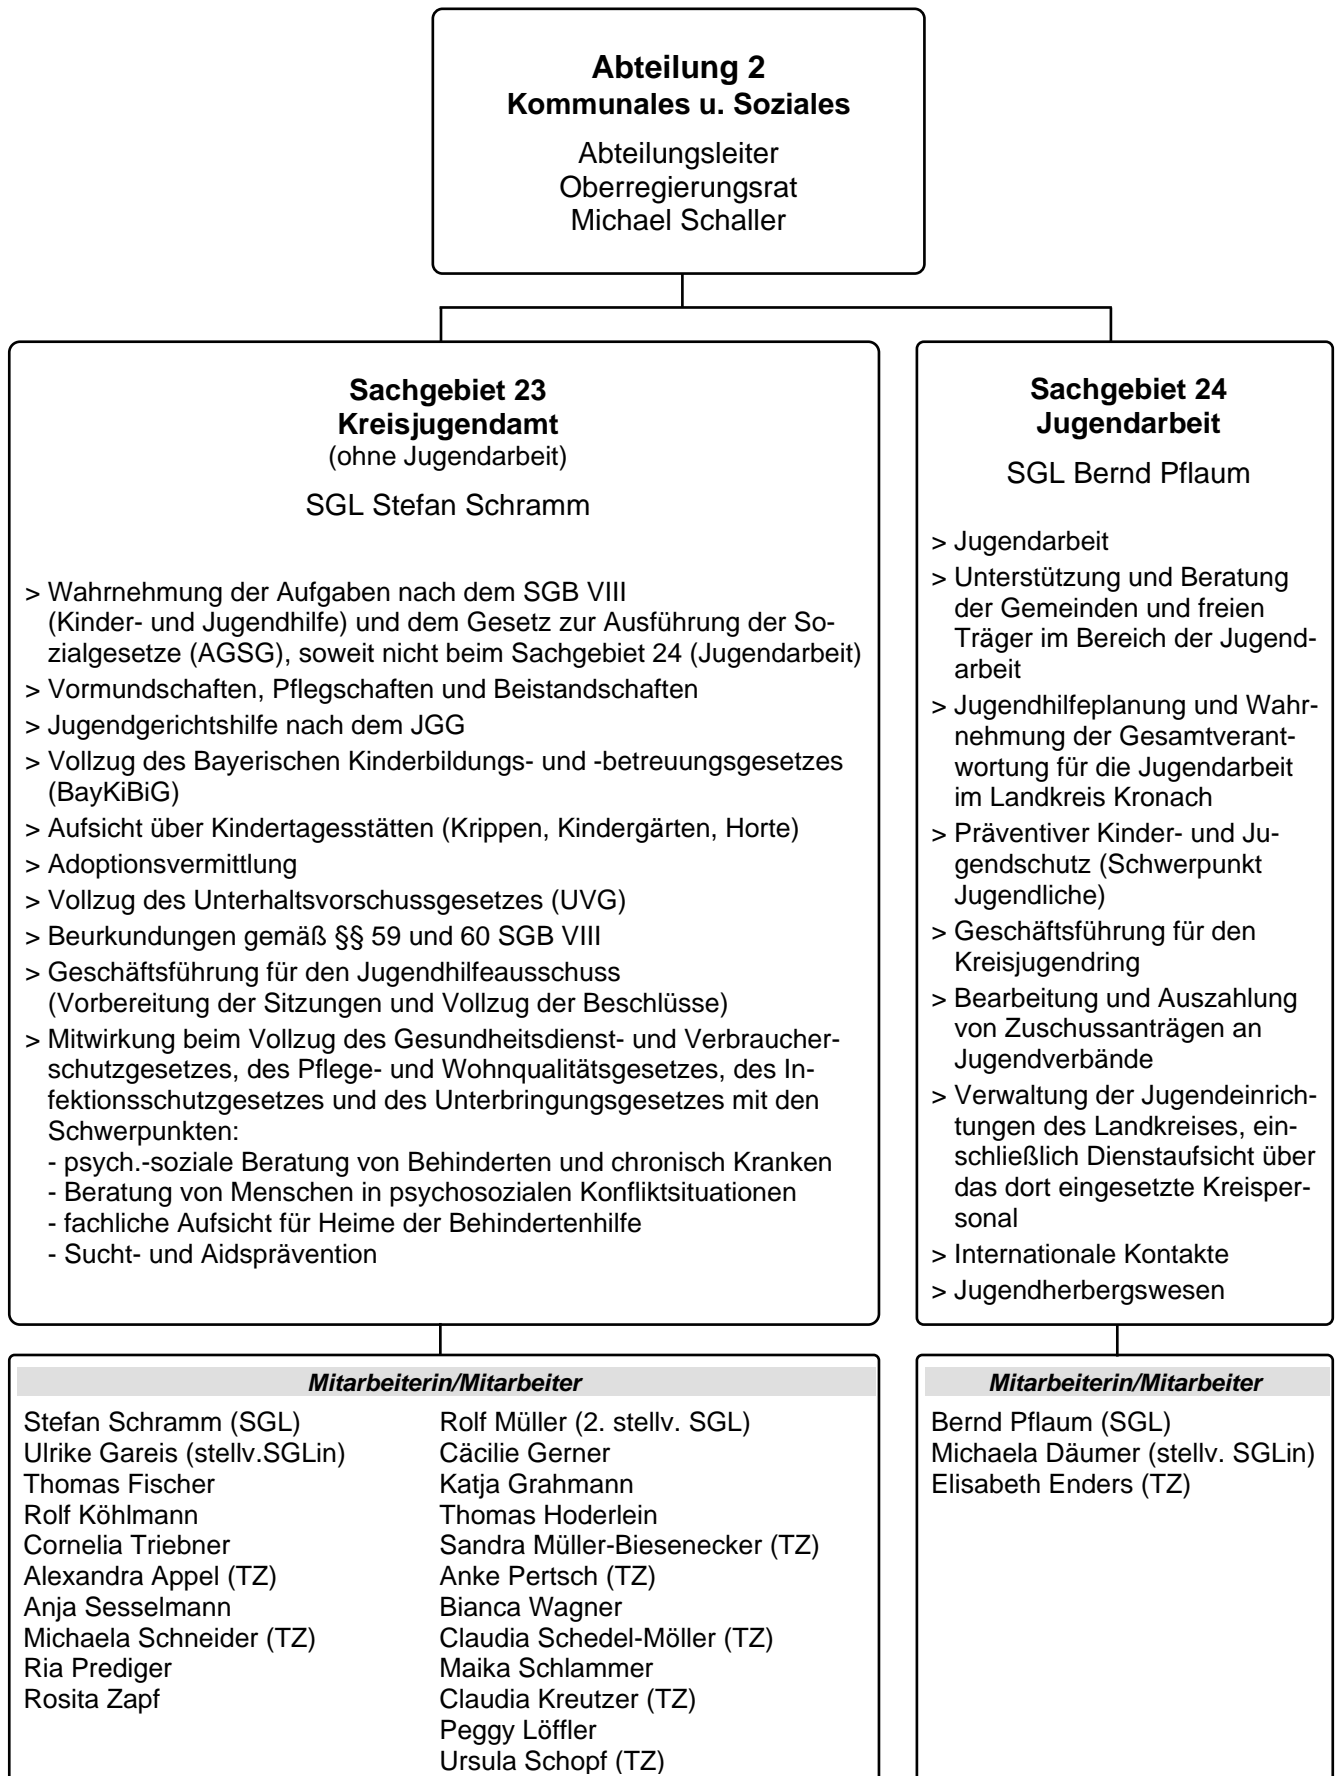 Abteilung 2
Kommunales u. Soziales
Abteilungsleiter
Oberregierungsrat
Michael Schaller
Sachgebiet 23
Kreisjugendamt
(ohne Jugendarbeit)
SGL Stefan Schramm
> Wahrnehmung der Aufgaben nach dem SGB VIII
(Kinder- und Jugendhilfe) und dem Gesetz zur Ausführung der So-
zialgesetze (AGSG), soweit nicht beim Sachgebiet 24 (Jugendarbeit)
> Vormundschaften, Pflegschaften und Beistandschaften
> Jugendgerichtshilfe nach dem JGG
> Vollzug des Bayerischen Kinderbildungs- und -betreuungsgesetzes
(BayKiBiG)
> Aufsicht über Kindertagesstätten (Krippen, Kindergärten, Horte)
> Adoptionsvermittlung
> Vollzug des Unterhaltsvorschussgesetzes (UVG)
> Beurkundungen gemäß §§ 59 und 60 SGB VIII
> Geschäftsführung für den Jugendhilfeausschuss
(Vorbereitung der Sitzungen und Vollzug der Beschlüsse)
> Mitwirkung beim Vollzug des Gesundheitsdienst- und Verbraucher-
schutzgesetzes, des Pflege- und Wohnqualitätsgesetzes, des In-
fektionsschutzgesetzes und des Unterbringungsgesetzes mit den
Schwerpunkten:
- psych.-soziale Beratung von Behinderten und chronisch Kranken
- Beratung von Menschen in psychosozialen Konfliktsituationen
- fachliche Aufsicht für Heime der Behindertenhilfe
- Sucht- und Aidsprävention
Sachgebiet 24
Jugendarbeit
SGL Bernd Pflaum
> Jugendarbeit
> Unterstützung und Beratung
der Gemeinden und freien
Träger im Bereich der Jugend-
arbeit
> Jugendhilfeplanung und Wahr-
nehmung der Gesamtverant-
wortung für die Jugendarbeit
im Landkreis Kronach
> Präventiver Kinder- und Ju-
gendschutz (Schwerpunkt
Jugendliche)
> Geschäftsführung für den
Kreisjugendring
> Bearbeitung und Auszahlung
von Zuschussanträgen an
Jugendverbände
> Verwaltung der Jugendeinrich-
tungen des Landkreises, ein-
schließlich Dienstaufsicht über
das dort eingesetzte Kreisper-
sonal
> Internationale Kontakte
> Jugendherbergswesen
Mitarbeiterin/Mitarbeiter
Stefan Schramm (SGL)
Ulrike Gareis (stellv.SGLin)
Thomas Fischer
Rolf Köhlmann
Cornelia Triebner
Alexandra Appel (TZ)
Anja Sesselmann
Michaela Schneider (TZ)
Ria Prediger
Rosita Zapf
Rolf Müller (2. stellv. SGL)
Cäcilie Gerner
Katja Grahmann
Thomas Hoderlein
Sandra Müller-Biesenecker (TZ)
Anke Pertsch (TZ)
Bianca Wagner
Claudia Schedel-Möller (TZ)
Maika Schlammer
Claudia Kreutzer (TZ)
Peggy Löffler
Ursula Schopf (TZ)
Mitarbeiterin/Mitarbeiter
Bernd Pflaum (SGL)
Michaela Däumer (stellv. SGLin)
Elisabeth Enders (TZ)